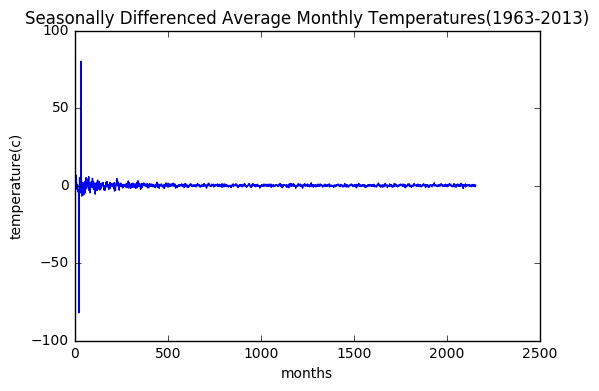 Seasonally Differenced Average Monthly Temperatures(1963-2013)
100
50
0
−50
−100
temperature(c)
0 500 1000 1500 2000 2500
months